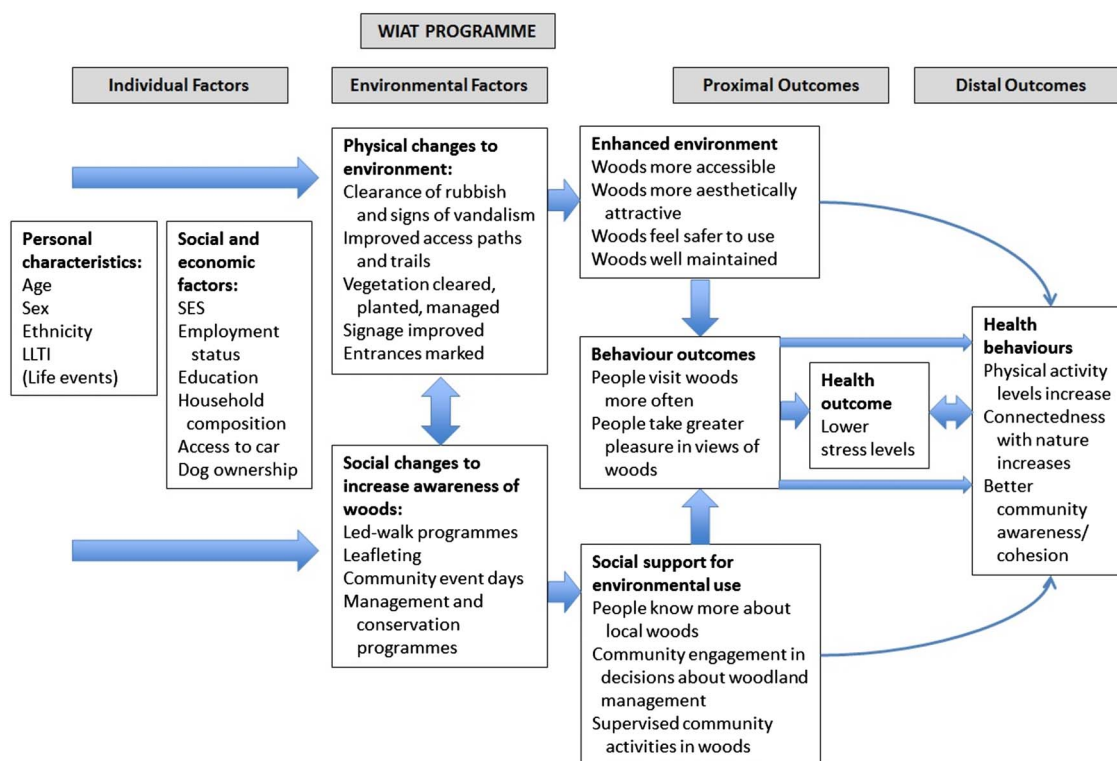 WIAT PROGRAMME
Individual Factors
Environmental Factors
Proximal Outcomes
Distal Outcomes
Personal
characteristics:
Age
Sex
Ethnicity
LLTI
(Life events)
Social and
economic
factors:
SES
Employment
status
Education
Household
composition
Access to car
Dog ownership
Physical changes to
environment:
Clearance of rubbish
and signs of vandalism
Improved access paths
and trails
Vegetation cleared,
planted, managed
Signage improved
Entrances marked
Social changes to
increase awareness of
woods:
Led-walk programmes
Leafleting
Community event days
Management and
conservation
programmes
Enhanced environment
Woods more accessible
Woods more aesthetically
attractive
Woods feel safer to use
Woods well maintained
Behaviour outcomes
People visit woods
more often
People take greater
pleasure in views of
woods
Social support for
environmental use
People know more about
local woods
Community engagement in
decisions about woodland
management
Supervised community
activities in woods
Health
outcome
Lower
stress levels
Health
behaviours
Physical activity
levels increase
Connectedness
with nature
increases
Better
community
awareness/
cohesion